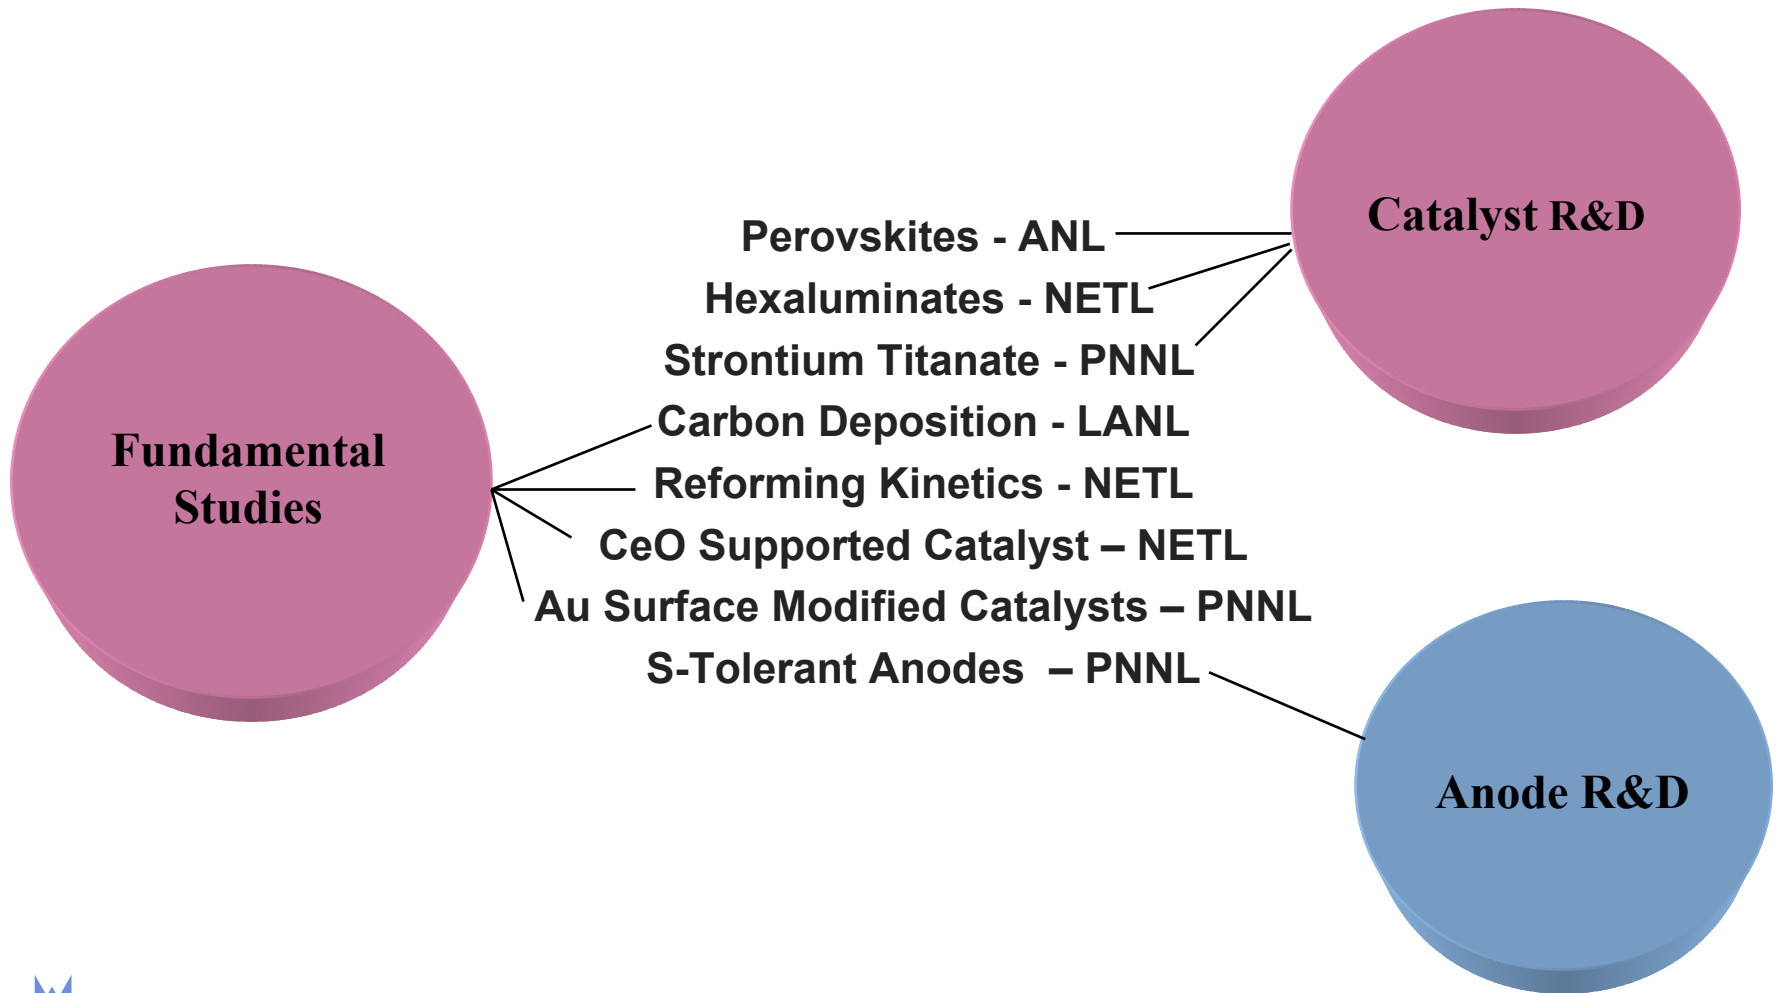 Catalyst R&D
Perovskites - ANL
Hexaluminates - NETL
Strontium Titanate - PNNL
Carbon Deposition - LANL
Fundamental
Studies
Reforming Kinetics - NETL
CeO Supported Catalyst – NETL
Au Surface Modified Catalysts – PNNL
S-Tolerant Anodes – PNNL
Anode R&D